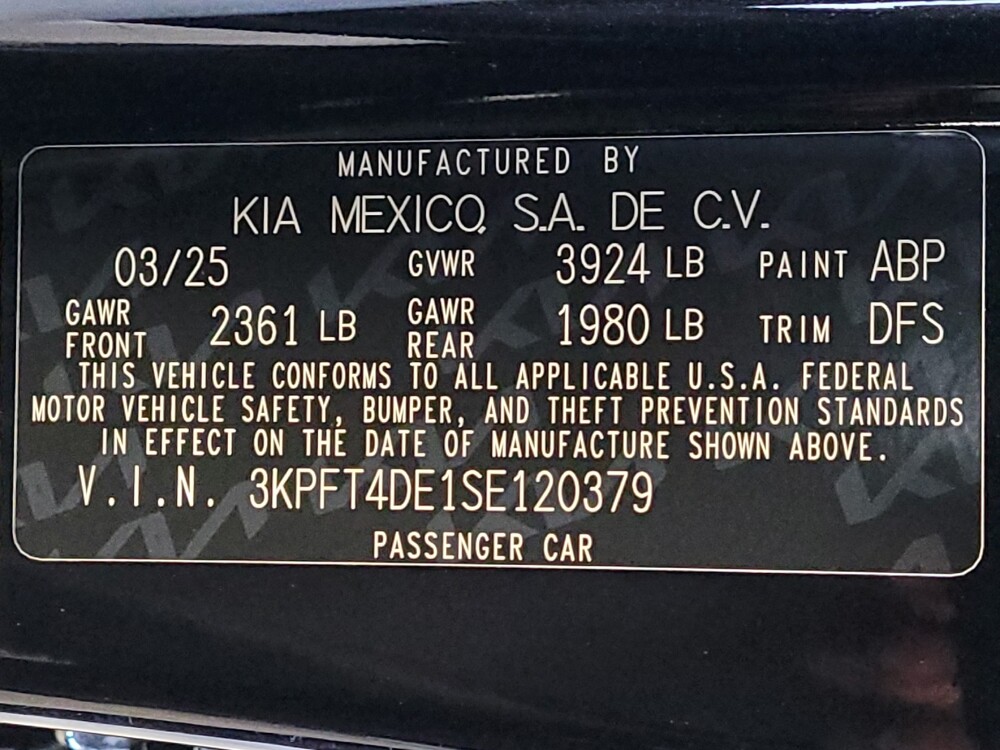 MANUFACTURED BY
KIA MEXICO, S.A. DE C.V.
03/25 GVWR 3924 LB PAINT ABP
GAWR FRONT 2361 LB GAWR REAR 1980 LB TRIM DFS
THIS VEHICLE CONFORMS TO ALL APPLICABLE U.S.A. FEDERAL
MOTOR VEHICLE SAFETY, BUMPER, AND THEFT PREVENTION STANDARDS
IN EFFECT ON THE DATE OF MANUFACTURE SHOWN ABOVE.
V.I.N. 3KPFT4DE1SE120379
PASSENGER CAR